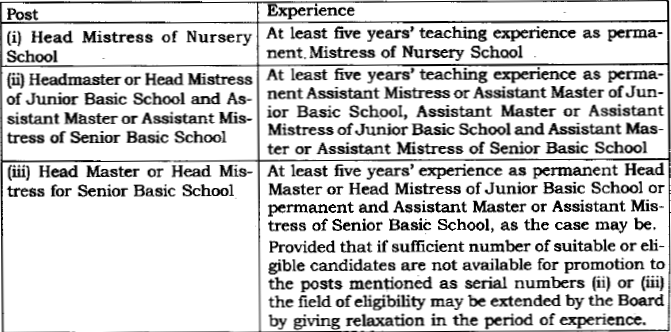 Post
Experience
(i) Head Mistress of Nursery
School
At least five years' teaching experience as perma-
nent. Mistress of Nursery School
(ii) Headmaster or Head Mistress
of Junior Basic School and As-
sistant Master or Assistant Mis-
tress of Senior Basic School
At least five years' teaching experience as perma-
nent Assistant Mistress or Assistant Master of Jun-
ior Basic School, Assistant Master or Assistant
Mistress of Junior Basic School and Assistant Mas-
ter or Assistant Mistress of Senior Basic School
(iii) Head Master or Head Mis-
tress for Senior Basic School
At least five years' experience as permanent Head
Master or Head Mistress of Junior Basic School or
permanent and Assistant Master or Assistant Mis-
tress of Senior Basic School, as the case may be.
Provided that if sufficient number of suitable or eli-
gible candidates are not available for promotion to
the posts mentioned as serial numbers (ii) or (iii)
the field of eligibility may be extended by the Board
by giving relaxation in the period of experience.